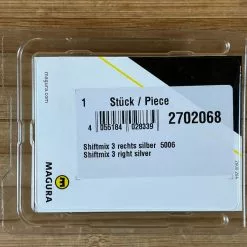 magura.com
1 Stück / Piece
2702068
4 055184 028339
Shiftmix 3 rechts silber 5006
Shiftmix 3 right silver
MAGURA